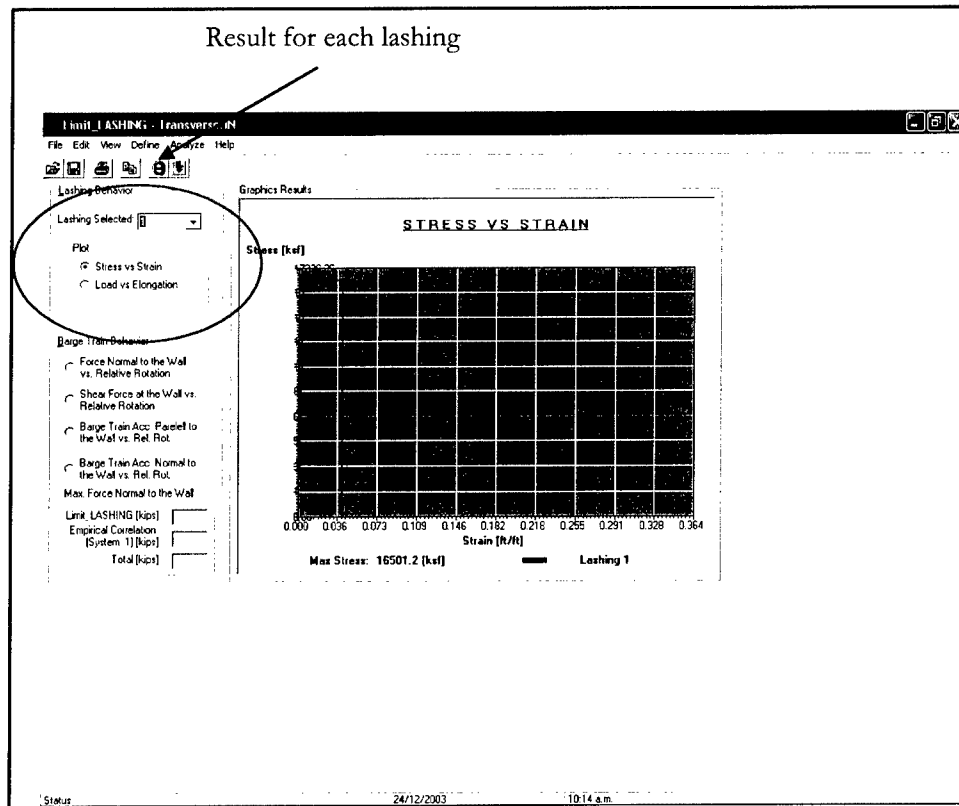 Result for each lashing
Limit_LASHING - Transverse.iN
File Edit View Define Analyze Help
Lashing Behavior
Lashing Selected: 1
Plot
Stress vs Strain
Load vs Elongation
Barge Train Behavior
Force Normal to the Wall
vs. Relative Rotation
Shear Force at the Wall vs.
Relative Rotation
Barge Train Acc. Paralel to
the Wall vs. Rel. Rot.
Barge Train Acc. Normal to
the Wall vs. Rel. Rot.
Max. Force Normal to the Wall
Limit_LASHING [kips]
Empirical Correlation
(System 1) [kips]
Total [kips]
Graphics Results
STRESS VS STRAIN
Stress [ksf]
0.000 0.036 0.073 0.109 0.146 0.182 0.218 0.255 0.291 0.328 0.364
Strain [ft/ft]
Max Stress: 16501.2 [ksf] Lashing 1
Status 24/12/2003 10:14 a.m.